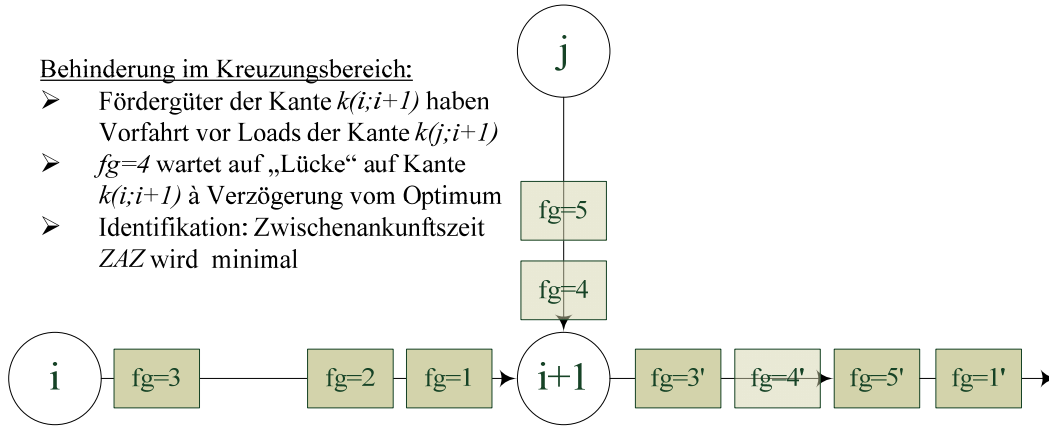 j
Behinderung im Kreuzungsbereich:
➢ Fördergüter der Kante k(i;i+1) haben
Vorfahrt vor Loads der Kante k(j;i+1)
➢ fg=4 wartet auf „Lücke“ auf Kante
k(i;i+1) à Verzögerung vom Optimum
➢ Identifikation: Zwischenankunftszeit
ZAZ wird minimal
fg=5
fg=4
i
fg=3
fg=2
fg=1
i+1
fg=3'
fg=4'
fg=5'
fg=1'